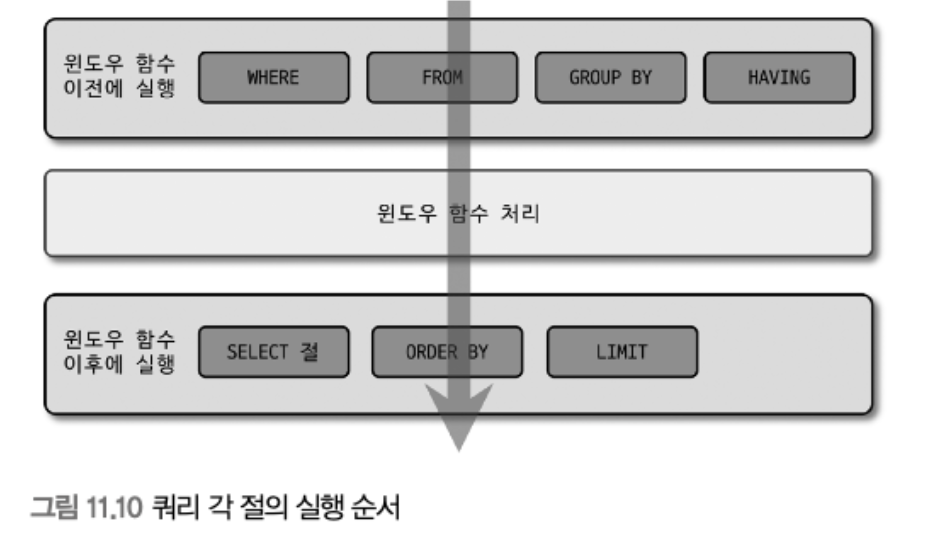 윈도우 함수
이전에 실행
WHERE
FROM
GROUP BY
HAVING
윈도우 함수 처리
윈도우 함수
이후에 실행
SELECT 절
ORDER BY
LIMIT
그림 11.10 쿼리 각 절의 실행 순서